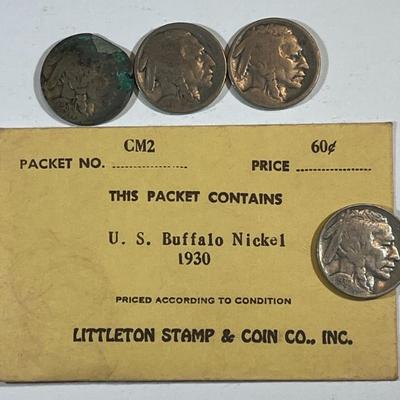 CM2 60¢
PACKET NO. .............. PRICE ..............
THIS PACKET CONTAINS
U. S. Buffalo Nickel
1930
PRICED ACCORDING TO CONDITION
LITTLETON STAMP & COIN CO., INC.